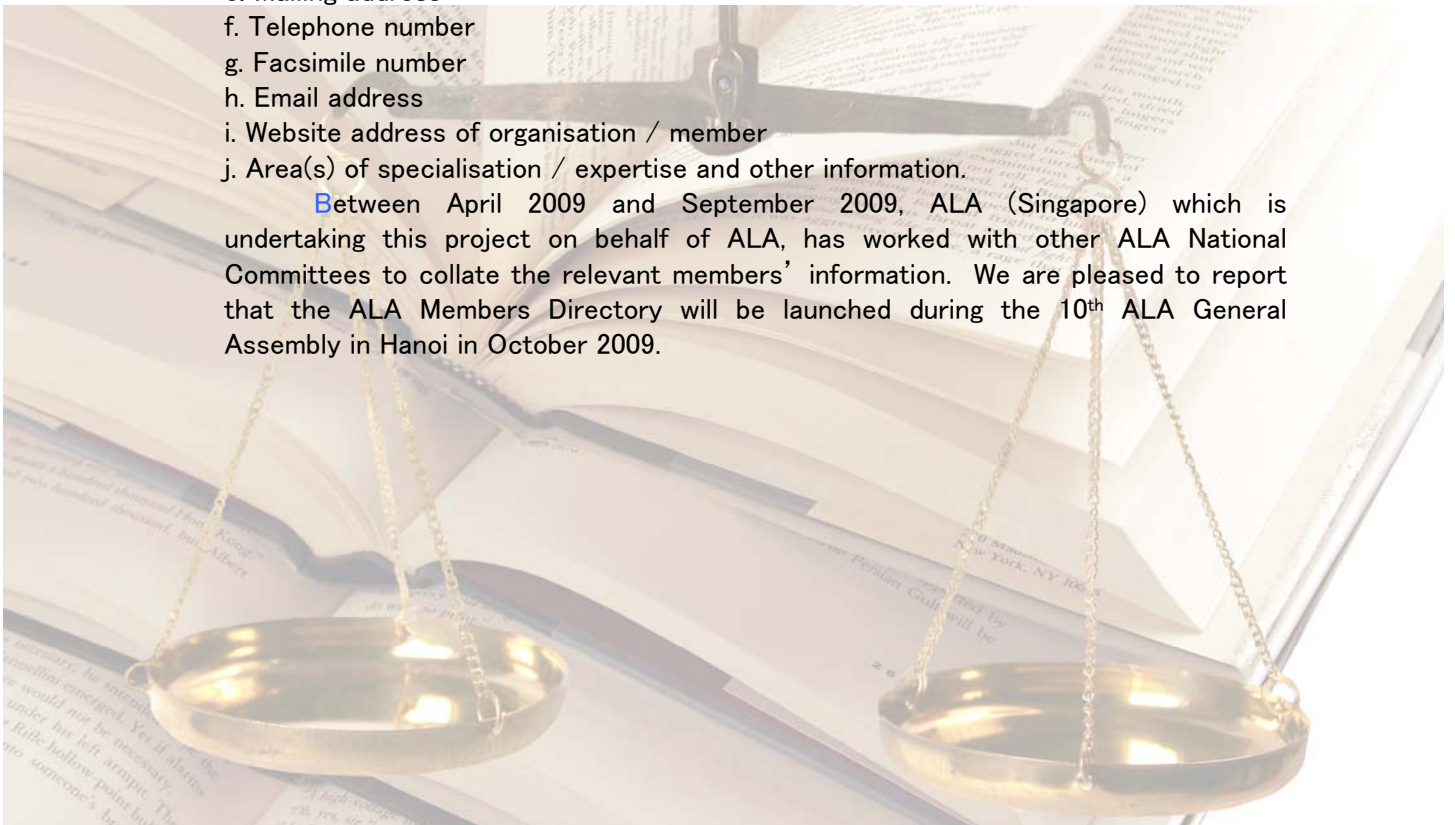 f. Telephone number
g. Facsimile number
h. Email address
i. Website address of organisation / member
j. Area(s) of specialisation / expertise and other information.
Between April 2009 and September 2009, ALA (Singapore) which is
undertaking this project on behalf of ALA, has worked with other ALA National
Committees to collate the relevant members' information. We are pleased to report
that the ALA Members Directory will be launched during the 10th ALA General
Assembly in Hanoi in October 2009.